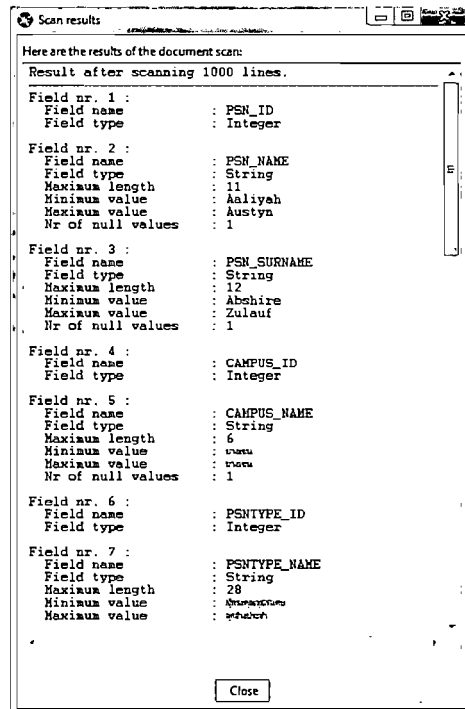 Scan results
Here are the results of the document scan:
Result after scanning 1000 lines.
Field nr. 1 :
Field name : PSN_ID
Field type : Integer
Field nr. 2 :
Field name : PSN_NAME
Field type : String
Maximum length : 11
Minimum value : Aaliyah
Maximum value : Austyn
Nr of null values : 1
Field nr. 3 :
Field name : PSN_SURNAME
Field type : String
Maximum length : 12
Minimum value : Abshire
Maximum value : Zulauf
Nr of null values : 1
Field nr. 4 :
Field name : CAMPUS_ID
Field type : Integer
Field nr. 5 :
Field name : CAMPUS_NAME
Field type : String
Maximum length : 6
Minimum value :
Maximum value :
Nr of null values : 1
Field nr. 6 :
Field name : PSNTYPE_ID
Field type : Integer
Field nr. 7 :
Field name : PSNTYPE_NAME
Field type : String
Maximum length : 28
Minimum value :
Maximum value :
Close